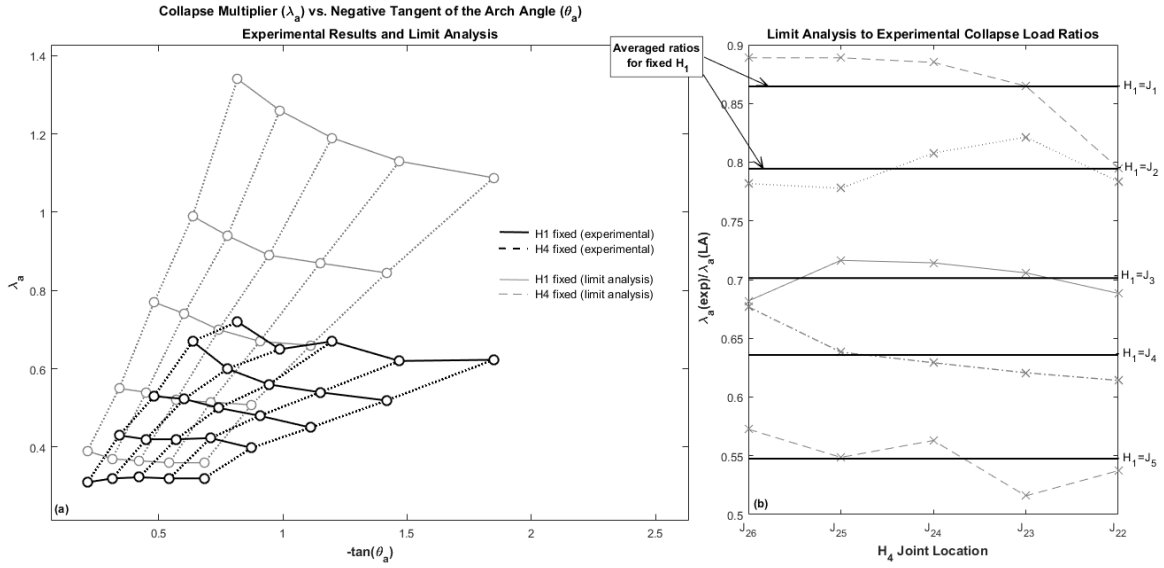 Collapse Multiplier (λa) vs. Negative Tangent of the Arch Angle (θa)
Experimental Results and Limit Analysis
1.4
1.2
1
0.8
0.6
0.4
λa
H1 fixed (experimental)
H4 fixed (experimental)
H1 fixed (limit analysis)
H4 fixed (limit analysis)
(a)
0.5
1
1.5
2
2.5
-tan(θa)
Limit Analysis to Experimental Collapse Load Ratios
Averaged ratios
for fixed H1
0.9
0.85
0.8
0.75
0.7
0.65
0.6
0.55
0.5
λa(exp)/λa(LA)
H1=J1
H1=J2
H1=J3
H1=J4
H1=J5
(b)
J26
J25
J24
J23
J22
H4 Joint Location